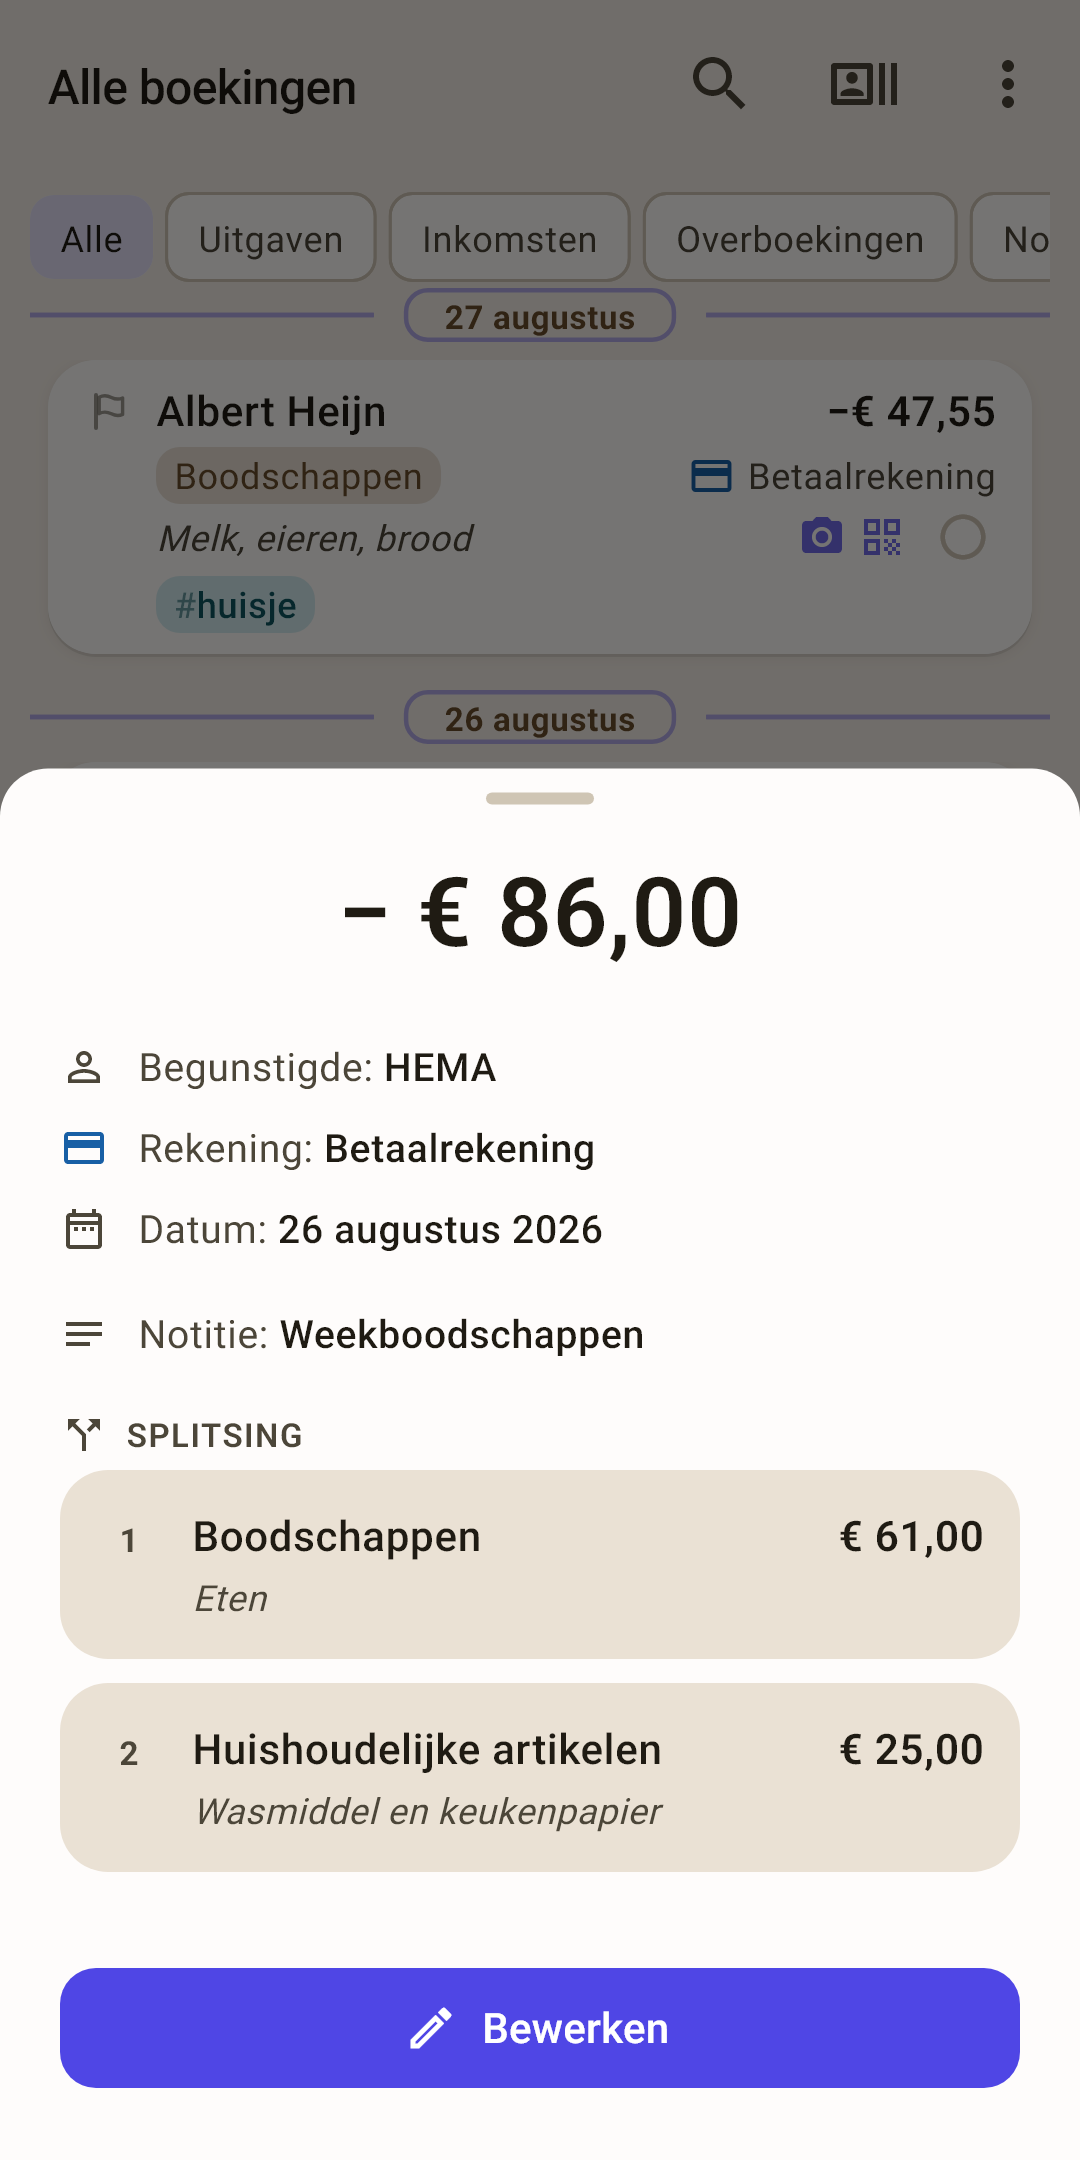 Alle boekingen
Alle Uitgaven Inkomsten Overboekingen No
27 augustus
Albert Heijn −€ 47,55
Boodschappen Betaalrekening
Melk, eieren, brood
#huisje
26 augustus
− € 86,00
Begunstigde: HEMA
Rekening: Betaalrekening
Datum: 26 augustus 2026
Notitie: Weekboodschappen
SPLITSING
1 Boodschappen € 61,00
Eten
2 Huishoudelijke artikelen € 25,00
Wasmiddel en keukenpapier
Bewerken